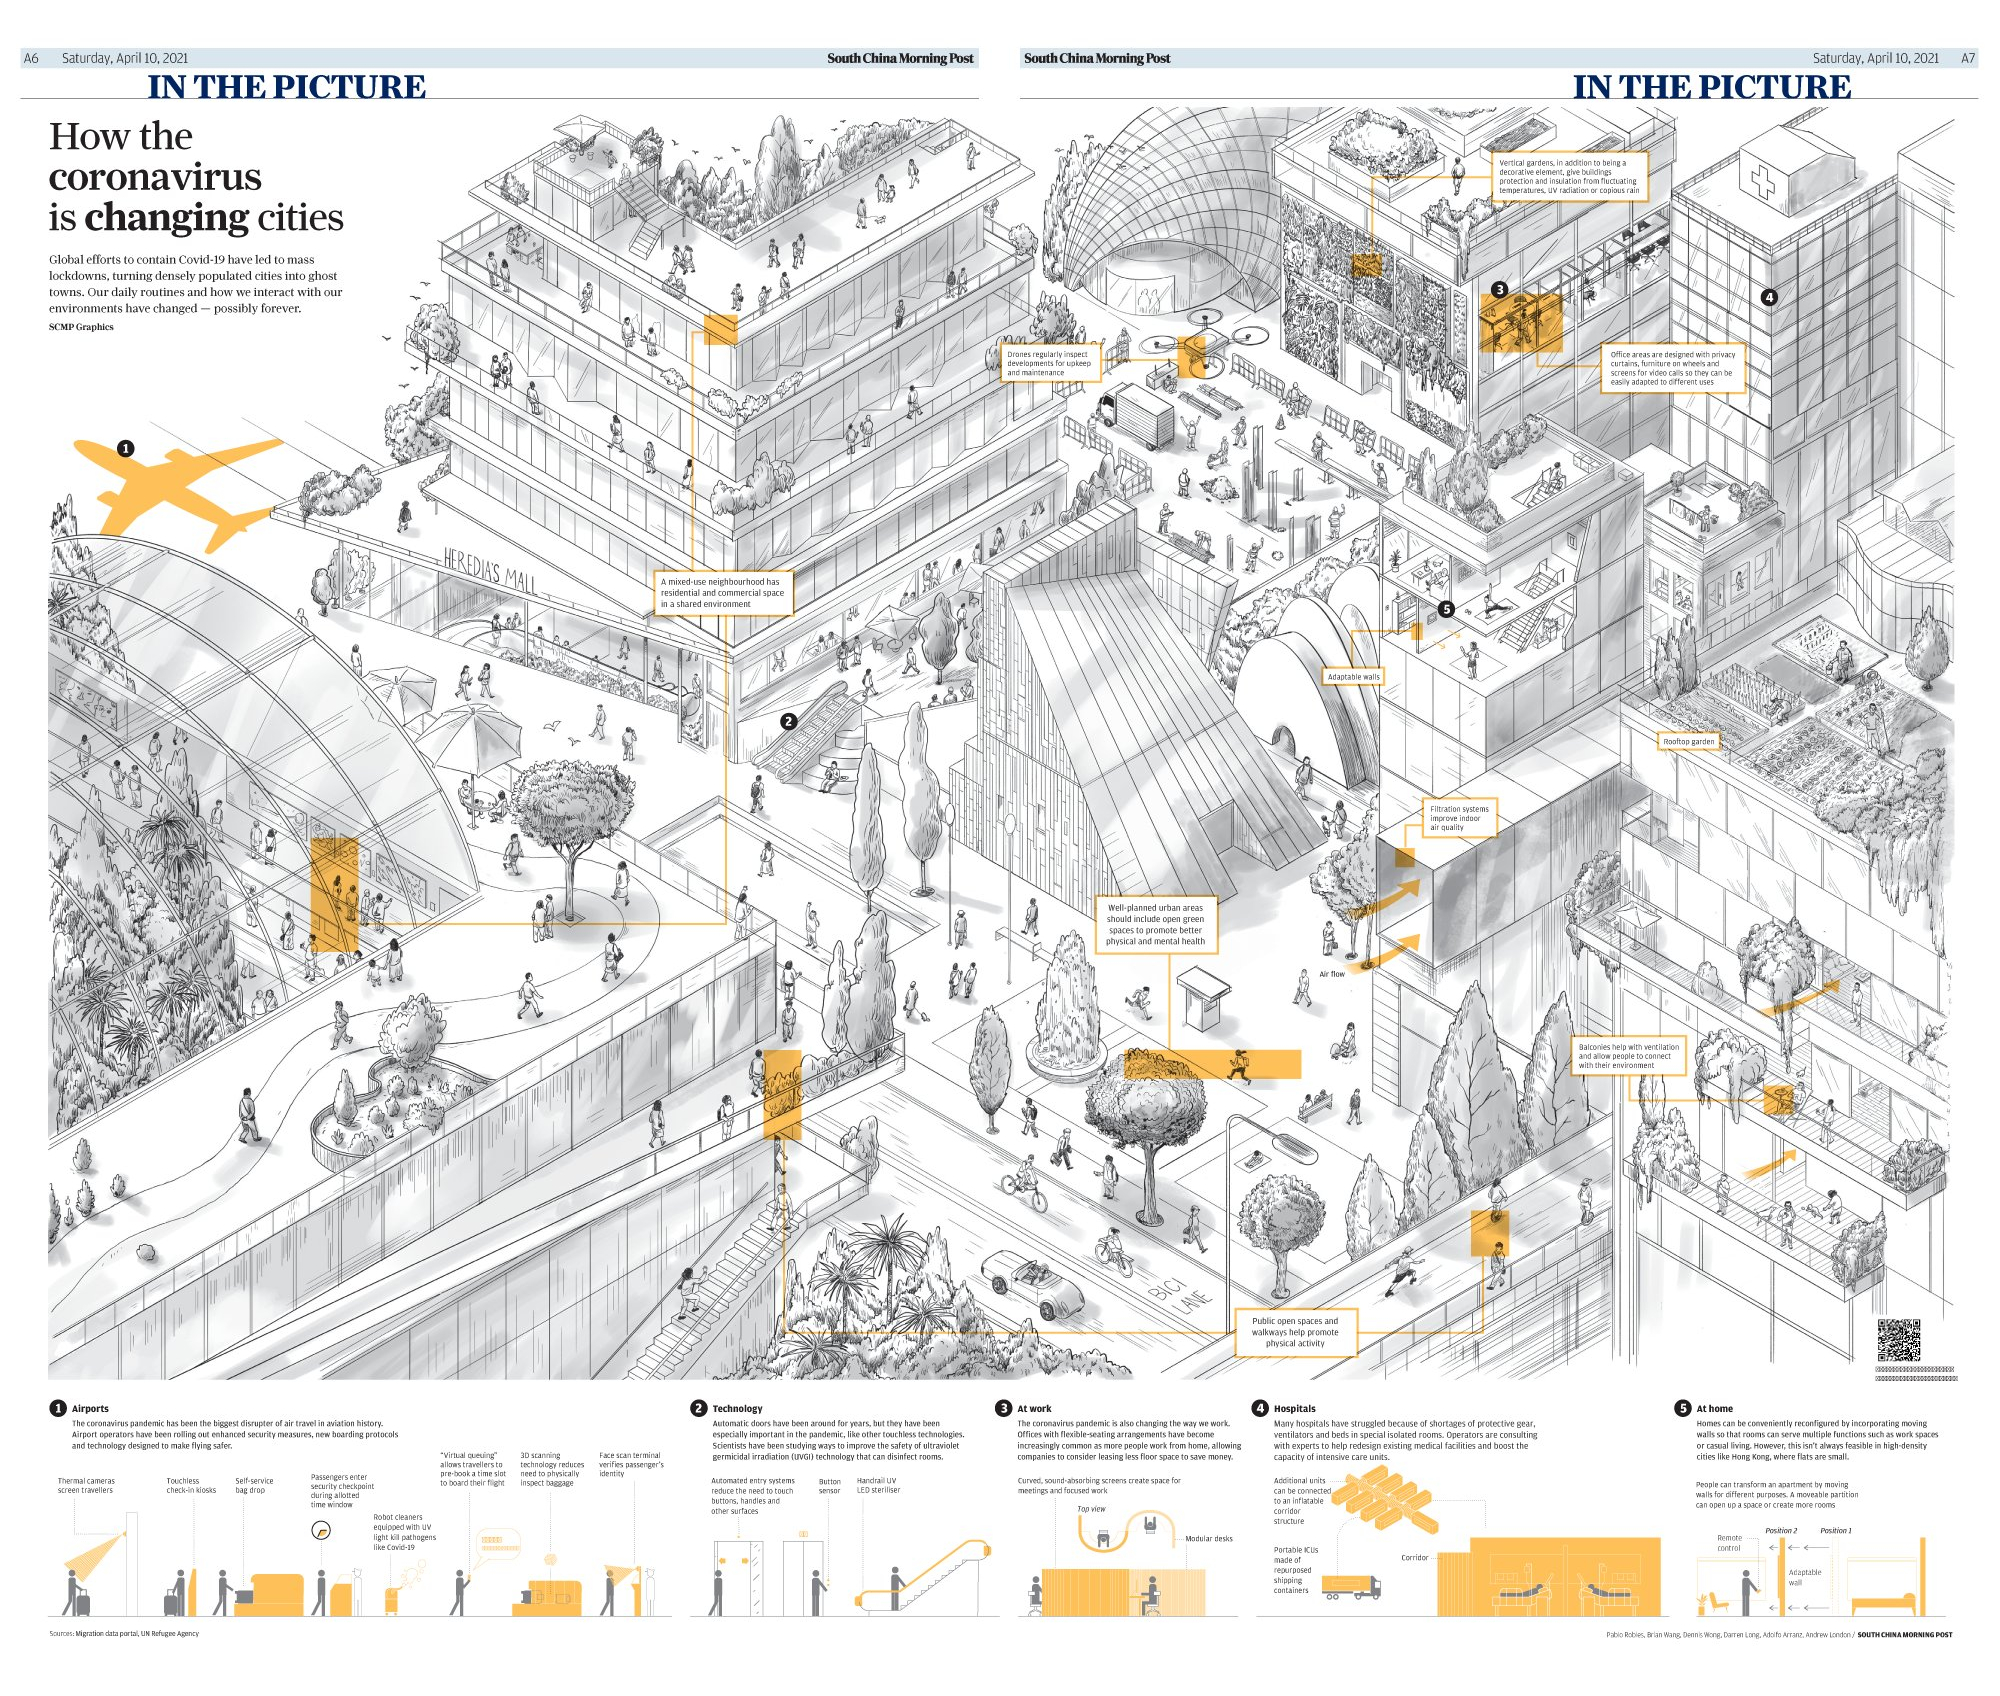 A6 Saturday, April 10, 2021 South China Morning Post
South China Morning Post Saturday, April 10, 2021 A7
IN THE PICTURE
IN THE PICTURE
How the
coronavirus
is changing cities
Global efforts to contain Covid-19 have led to mass
lockdowns, turning densely populated cities into ghost
towns. Our daily routines and how we interact with our
environments have changed — possibly forever.
SCMP Graphics
Vertical gardens, in addition to being a
decorative element, give buildings
protection and insulation from fluctuating
temperatures, UV radiation or copious rain
3
4
Drones regularly inspect
developments for upkeep
and maintenance
Office areas are designed with privacy
curtains, furniture on wheels and
screens for video calls so they can be
easily adapted to different uses
1
HEREDIA'S MALL
A mixed-use neighbourhood has
residential and commercial space
in a shared environment
5
Adaptable walls
2
Rooftop garden
Filtration systems
improve indoor
air quality
Well-planned urban areas
should include open green
spaces to promote better
physical and mental health
Air flow
Balconies help with ventilation
and allow people to connect
with their environment
LANE
Public open spaces and
walkways help promote
physical activity
1 Airports
The coronavirus pandemic has been the biggest disrupter of air travel in aviation history.
Airport operators have been rolling out enhanced security measures, new boarding protocols
and technology designed to make flying safer.
Thermal cameras
screen travellers
Touchless
check-in kiosks
Self-service
bag drop
Passengers enter
security checkpoint
during allotted
time window
Robot cleaners
equipped with UV
light kill pathogens
like Covid-19
"Virtual queuing"
allows travellers to
pre-book a time slot
to board their flight
3D scanning
technology reduces
need to physically
inspect baggage
Face scan terminal
verifies passenger's
identity
2 Technology
Automatic doors have been around for years, but they have been
especially important in the pandemic, like other touchless technologies.
Scientists have been studying ways to improve the safety of ultraviolet
germicidal irradiation (UVGI) technology that can disinfect rooms.
Automated entry systems
reduce the need to touch
buttons, handles and
other surfaces
Button
sensor
Handrail UV
LED steriliser
3 At work
The coronavirus pandemic is also changing the way we work.
Offices with flexible-seating arrangements have become
increasingly common as more people work from home, allowing
companies to consider leasing less floor space to save money.
Curved, sound-absorbing screens create space for
meetings and focused work
Top view
Modular desks
4 Hospitals
Many hospitals have struggled because of shortages of protective gear,
ventilators and beds in special isolated rooms. Operators are consulting
with experts to help redesign existing medical facilities and boost the
capacity of intensive care units.
Additional units
can be connected
to an inflatable
corridor
structure
Portable ICUs
made of
repurposed
shipping
containers
Corridor
5 At home
Homes can be conveniently reconfigured by incorporating moving
walls so that rooms can serve multiple functions such as work spaces
or casual living. However, this isn't always feasible in high-density
cities like Hong Kong, where flats are small.
People can transform an apartment by moving
walls for different purposes. A moveable partition
can open up a space or create more rooms
Remote
control
Position 2
Position 1
Adaptable
wall
Sources: Migration data portal, UN Refugee Agency
Pablo Robles, Brian Wang, Dennis Wong, Darren Long, Adolfo Arranz, Andrew London / SOUTH CHINA MORNING POST